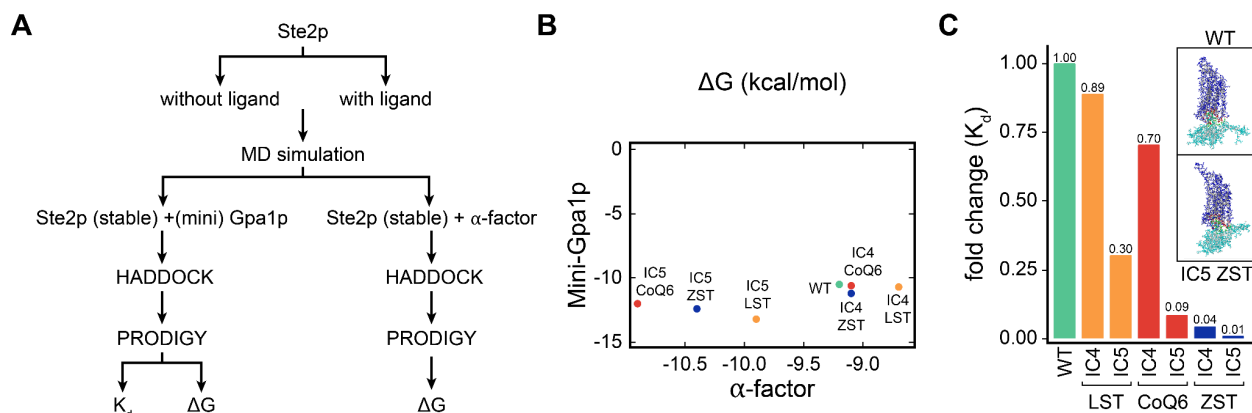 A
Ste2p
without ligand with ligand
MD simulation
Ste2p (stable) +(mini) Gpa1p Ste2p (stable) + α-factor
HADDOCK HADDOCK
PRODIGY PRODIGY
Kd ΔG ΔG
B
ΔG (kcal/mol)
Mini-Gpa1p
0
-5
-10
-15
IC5
CoQ6
IC5
ZST
IC5
LST
WT
IC4
CoQ6
IC4
ZST
IC4
LST
-10.5 -10.0 -9.5 -9.0
α-factor
C
fold change (Kd)
1.00
0.75
0.50
0.25
0.00
1.00
0.89
0.30
0.70
0.09
0.04
0.01
WT
IC5 ZST
WT IC4 IC5 IC4 IC5 IC4 IC5
LST CoQ6 ZST